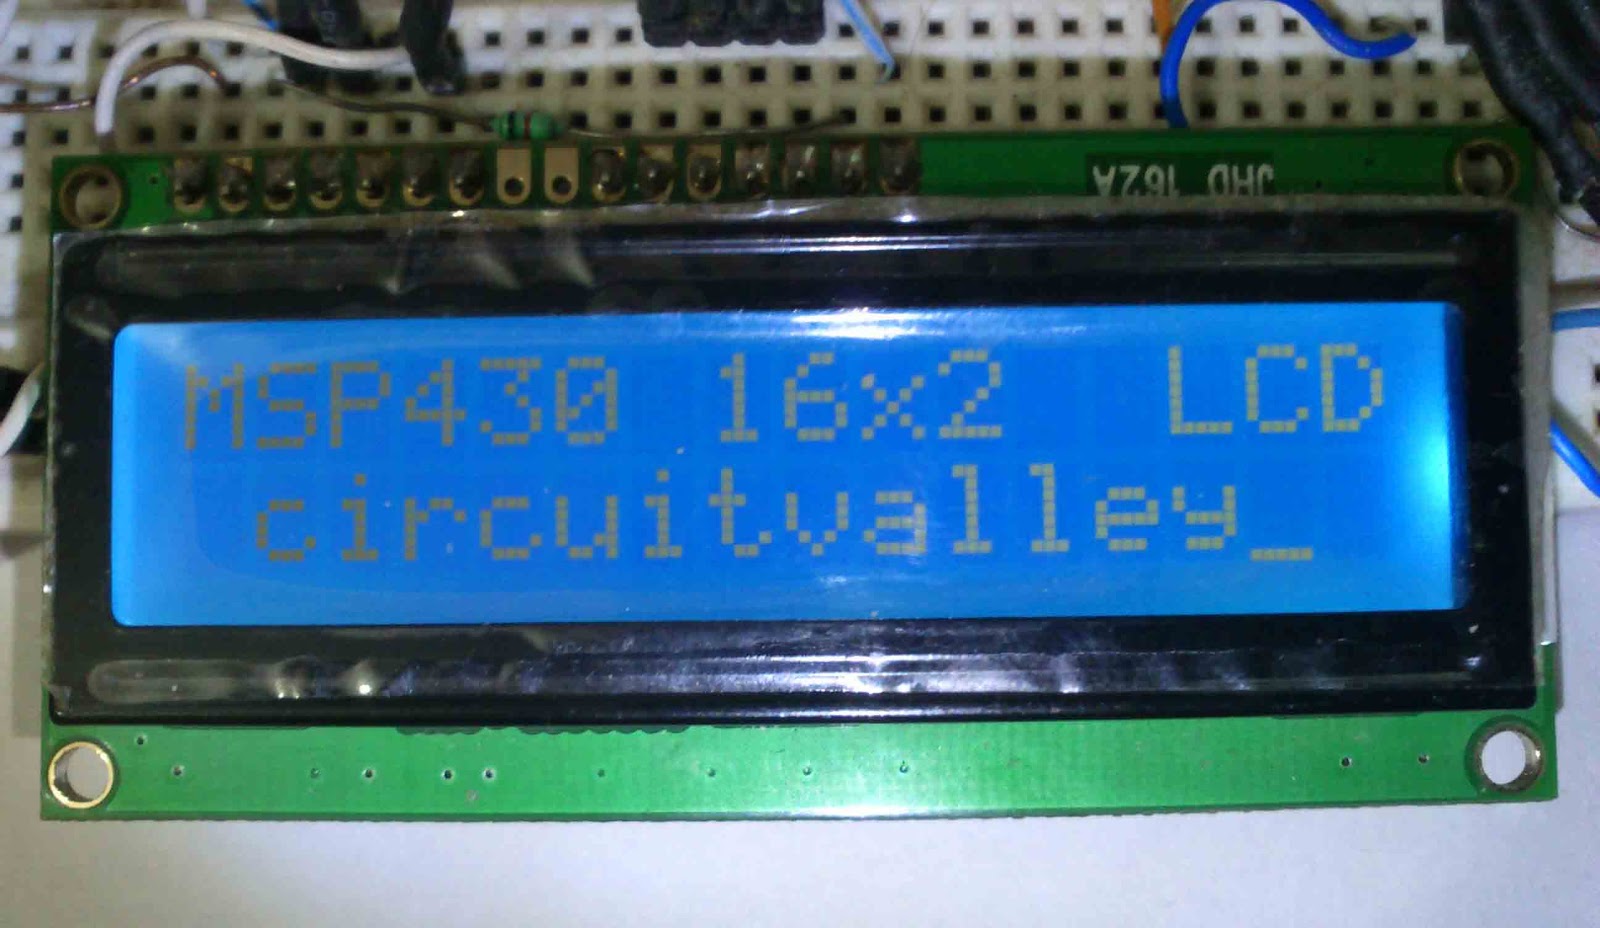 JHD 162A
MSP430 16x2  LCD
circuitvalley_